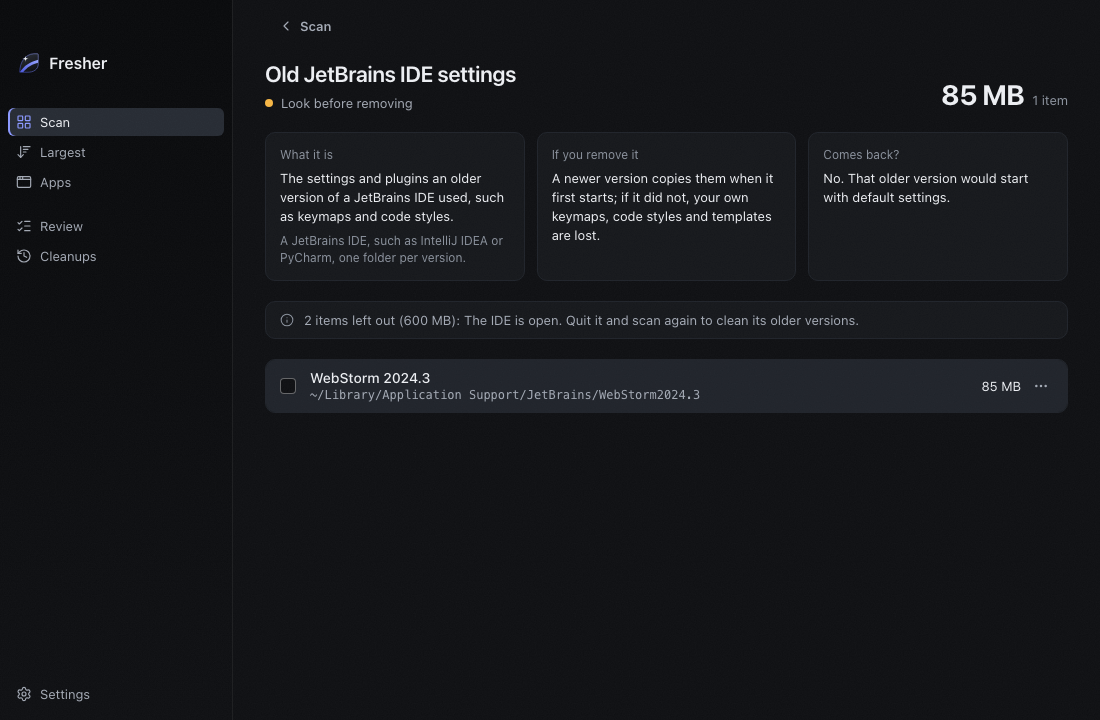 Fresher
Scan
Largest
Apps
Review
Cleanups
Settings
Scan
Old JetBrains IDE settings
Look before removing
85 MB 1 item
What it is
The settings and plugins an older
version of a JetBrains IDE used, such
as keymaps and code styles.
A JetBrains IDE, such as IntelliJ IDEA or
PyCharm, one folder per version.
If you remove it
A newer version copies them when it
first starts; if it did not, your own
keymaps, code styles and templates
are lost.
Comes back?
No. That older version would start
with default settings.
2 items left out (600 MB): The IDE is open. Quit it and scan again to clean its older versions.
WebStorm 2024.3
~/Library/Application Support/JetBrains/WebStorm2024.3
85 MB